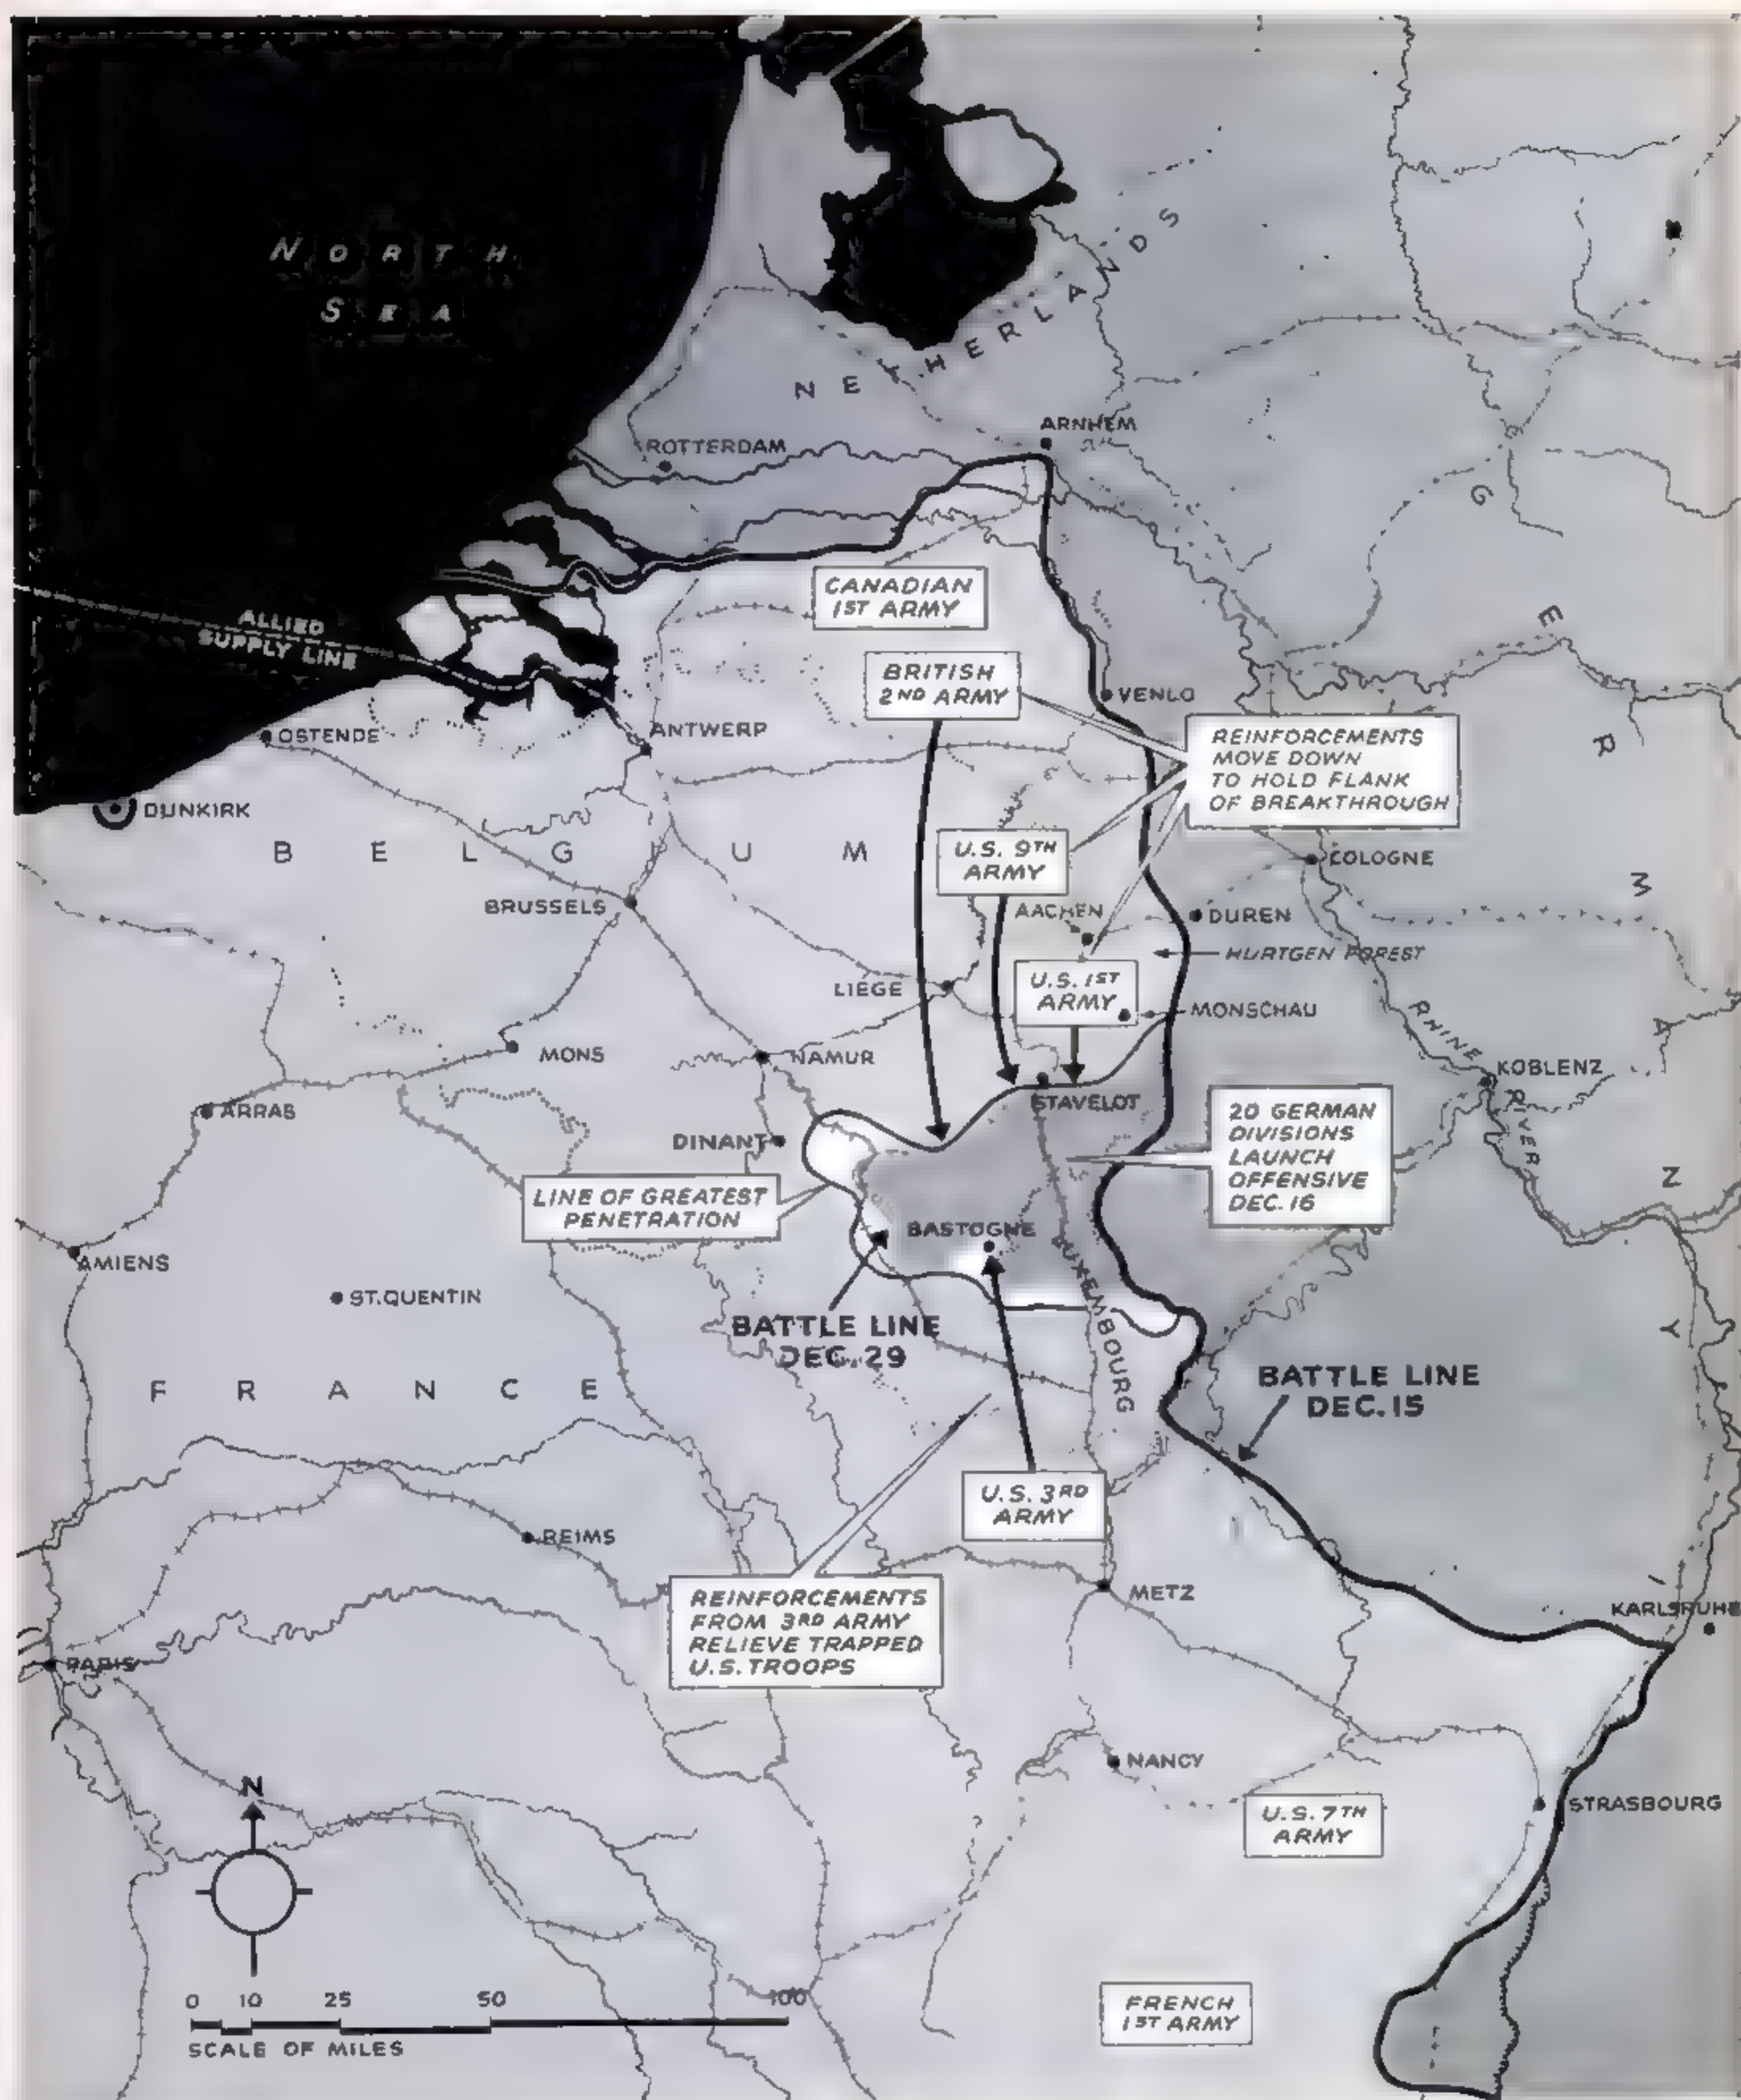 NORTH
SEA
NETHERLANDS
ARNHEM
ROTTERDAM
CANADIAN
1ST ARMY
ALLIED
SUPPLY LINE
BRITISH
2ND ARMY
VENLO
OSTENDE
ANTWERP
REINFORCEMENTS
MOVE DOWN
TO HOLD FLANK
OF BREAKTHROUGH
DUNKIRK
BELGIUM
U.S. 9TH
ARMY
COLOGNE
GERMANY
BRUSSELS
AACHEN
DUREN
HURTGEN FOREST
LIEGE
U.S. 1ST
ARMY
MONSCHAU
RHINE
RIVER
MONS
NAMUR
KOBLENZ
ARRAS
STAVELOT
20 GERMAN
DIVISIONS
LAUNCH
OFFENSIVE
DEC. 16
DINANT
LINE OF GREATEST
PENETRATION
BASTOGNE
LUXEMBOURG
AMIENS
ST. QUENTIN
BATTLE LINE
DEC. 29
FRANCE
BATTLE LINE
DEC. 15
U.S. 3RD
ARMY
REIMS
REINFORCEMENTS
FROM 3RD ARMY
RELIEVE TRAPPED
U.S. TROOPS
METZ
KARLSRUHE
PARIS
NANCY
N
U.S. 7TH
ARMY
STRASBOURG
0 10 25 50 100
SCALE OF MILES
FRENCH
1ST ARMY